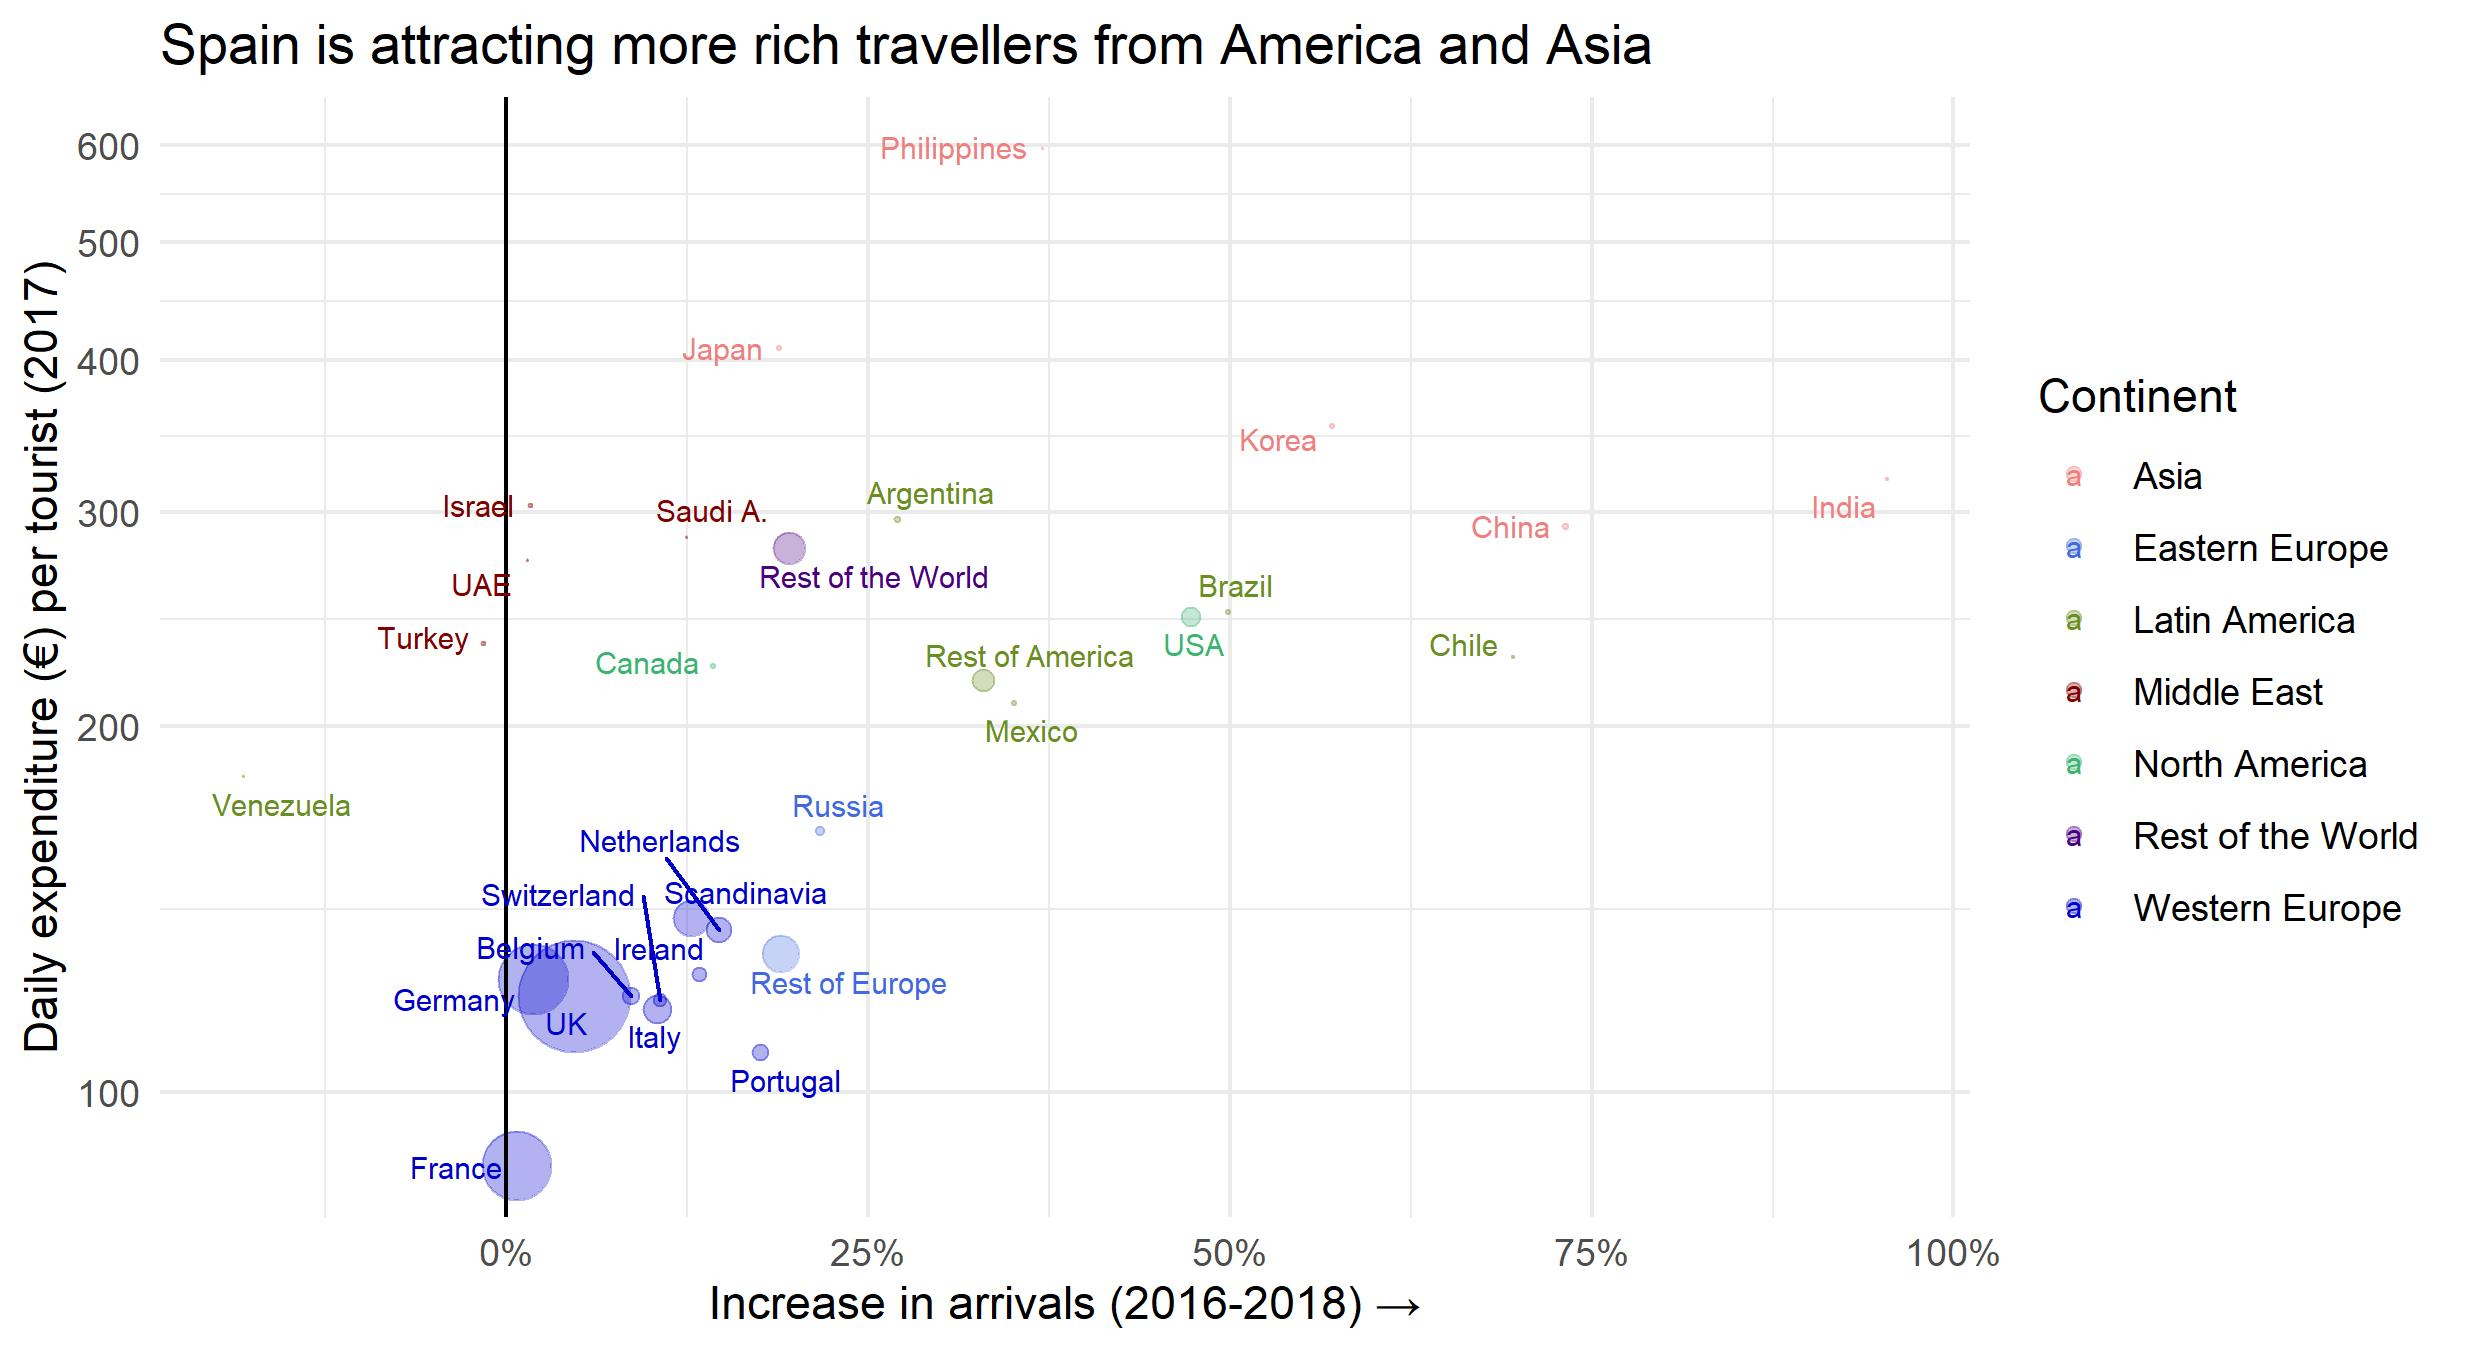 Spain is attracting more rich travellers from America and Asia
Daily expenditure (€) per tourist (2017)
600
500
400
300
200
100
Philippines
Japan
Korea
India
China
Argentina
Israel
Saudi A.
Rest of the World
UAE
Brazil
Turkey
USA
Chile
Canada
Rest of America
Mexico
Venezuela
Russia
Netherlands
Switzerland
Scandinavia
Belgium
Ireland
Rest of Europe
Germany
UK
Italy
Portugal
France
0%
25%
50%
75%
100%
Increase in arrivals (2016-2018) →
Continent
a Asia
a Eastern Europe
a Latin America
a Middle East
a North America
a Rest of the World
a Western Europe